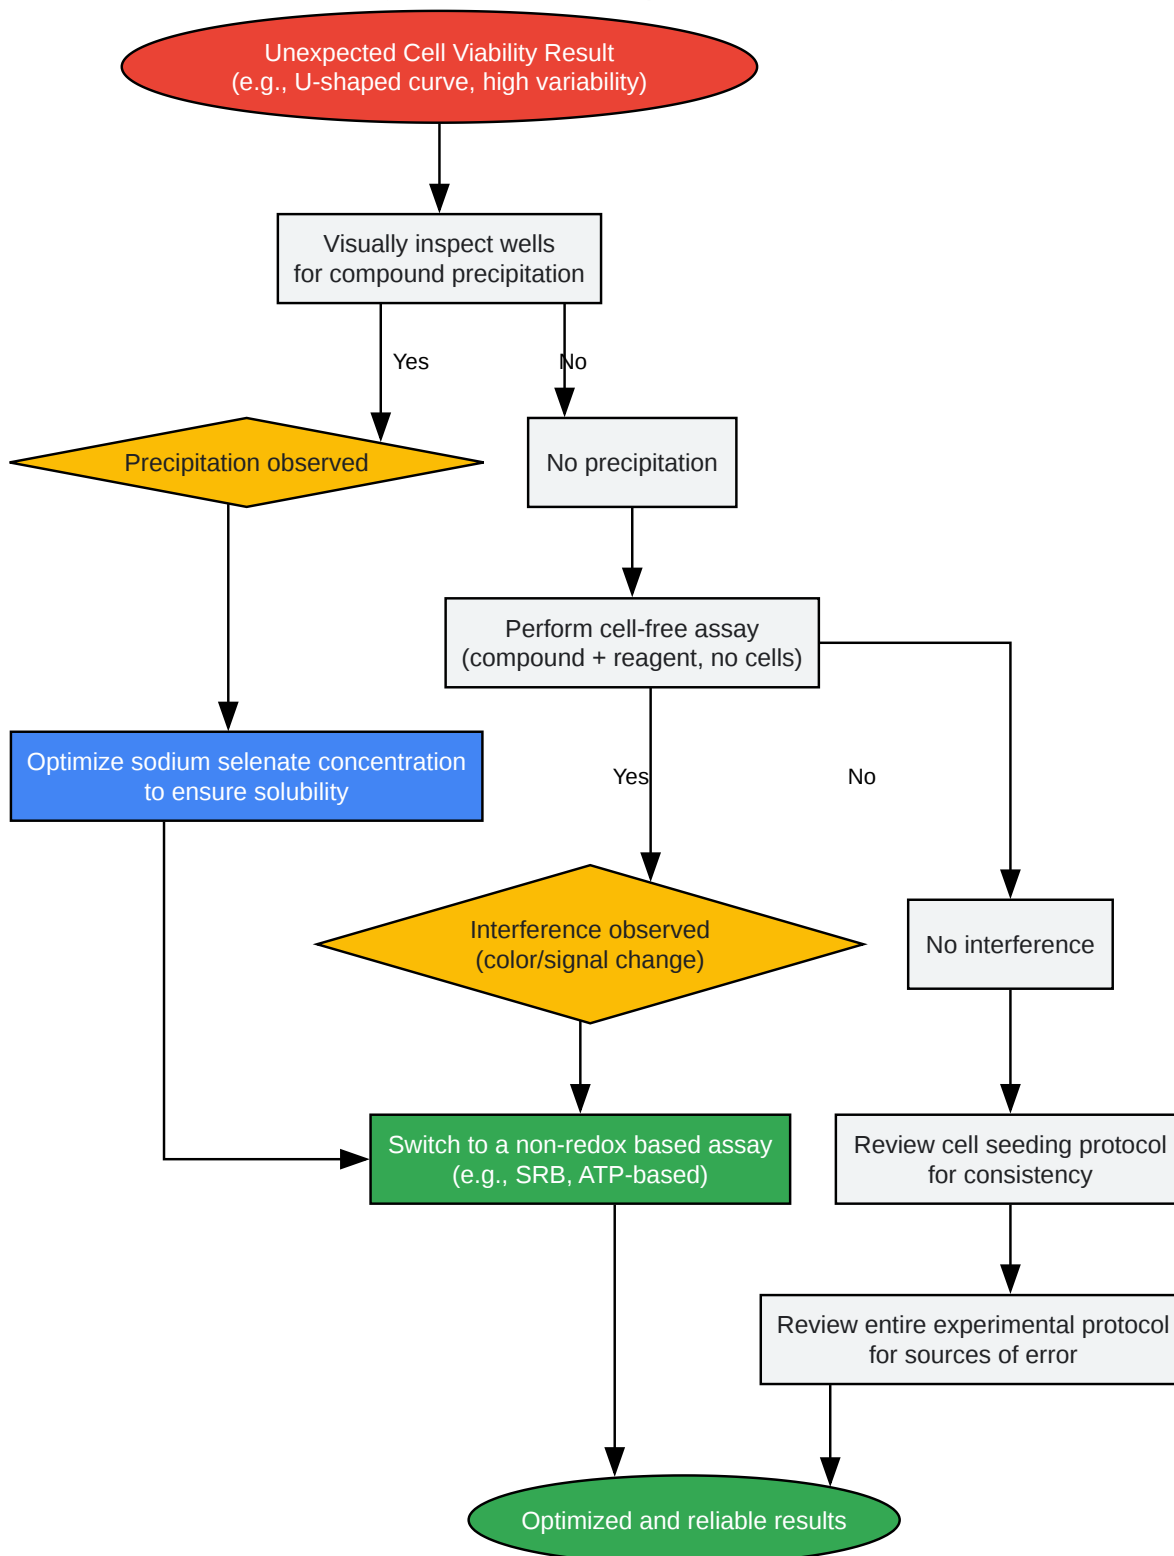 Unexpected Cell Viability Result
(e.g., U-shaped curve, high variability)
Visually inspect wells
for compound precipitation
Yes
No
Precipitation observed
No precipitation
Perform cell-free assay
(compound + reagent, no cells)
Optimize sodium selenate concentration
to ensure solubility
Yes
No
Interference observed
(color/signal change)
No interference
Switch to a non-redox based assay
(e.g., SRB, ATP-based)
Review cell seeding protocol
for consistency
Review entire experimental protocol
for sources of error
Optimized and reliable results